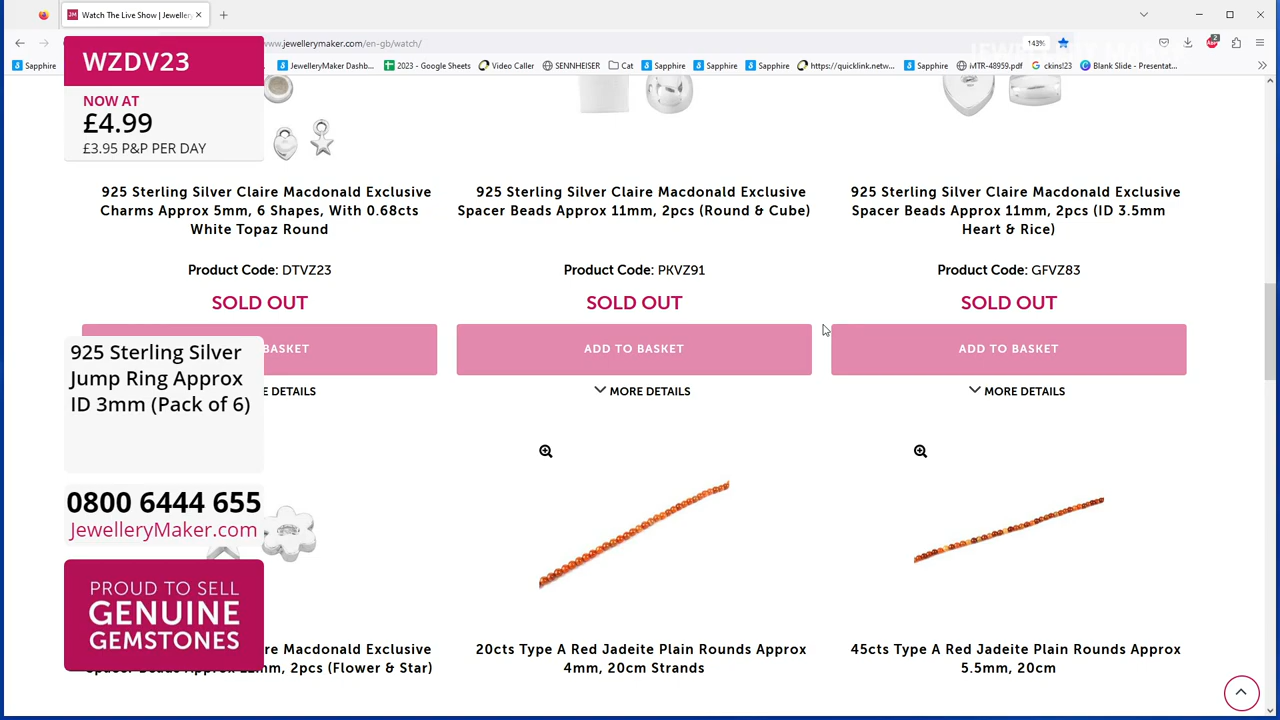 Watch The Live Show | Jewellery
www.jewellerymaker.com/en-gb/watch/
143%
2
Sapphire
JewelleryMaker Dashb...
2023 - Google Sheets
Video Caller
SENNHEISER
Cat
Sapphire
Sapphire
Sapphire
https://quicklink.netw...
Sapphire
MTR-48959.pdf
ckins!23
Blank Slide - Presentat...
WZDV23
NOW AT
£4.99
£3.95 P&P PER DAY
925 Sterling Silver Claire Macdonald Exclusive
Charms Approx 5mm, 6 Shapes, With 0.68cts
White Topaz Round
Product Code: DTVZ23
SOLD OUT
BASKET
E DETAILS
925 Sterling Silver Claire Macdonald Exclusive
Spacer Beads Approx 11mm, 2pcs (Round & Cube)
Product Code: PKVZ91
SOLD OUT
ADD TO BASKET
MORE DETAILS
925 Sterling Silver Claire Macdonald Exclusive
Spacer Beads Approx 11mm, 2pcs (ID 3.5mm
Heart & Rice)
Product Code: GFVZ83
SOLD OUT
ADD TO BASKET
MORE DETAILS
925 Sterling Silver
Jump Ring Approx
ID 3mm (Pack of 6)
0800 6444 655
JewelleryMaker.com
PROUD TO SELL
GENUINE
GEMSTONES
Macdonald Exclusive
2pcs (Flower & Star)
20cts Type A Red Jadeite Plain Rounds Approx
4mm, 20cm Strands
45cts Type A Red Jadeite Plain Rounds Approx
5.5mm, 20cm